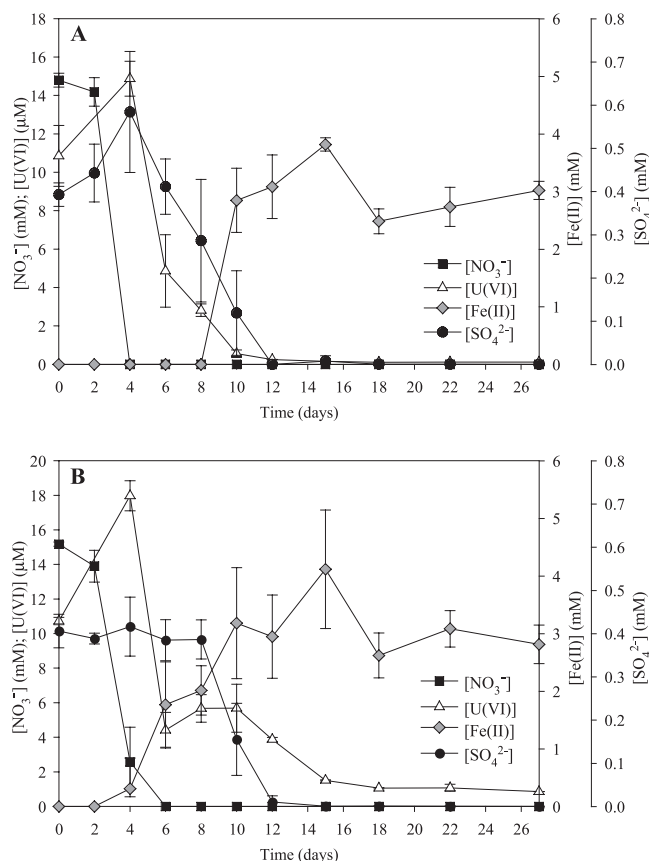 A
18
16
14
12
10
8
6
4
2
0
[NO₃⁻] (mM); [U(VI)] (μM)
6
5
4
3
2
1
0
[Fe(II)] (mM)
0.8
0.7
0.6
0.5
0.4
0.3
0.2
0.1
0.0
[SO₄²⁻] (mM)
[NO₃⁻]
[U(VI)]
[Fe(II)]
[SO₄²⁻]
0 2 4 6 8 10 12 14 16 18 20 22 24 26
Time (days)
B
20
18
16
14
12
10
8
6
4
2
0
[NO₃⁻] (mM); [U(VI)] (μM)
6
5
4
3
2
1
0
[Fe(II)] (mM)
0.8
0.7
0.6
0.5
0.4
0.3
0.2
0.1
0.0
[SO₄²⁻] (mM)
[NO₃⁻]
[U(VI)]
[Fe(II)]
[SO₄²⁻]
0 2 4 6 8 10 12 14 16 18 20 22 24 26
Time (days)